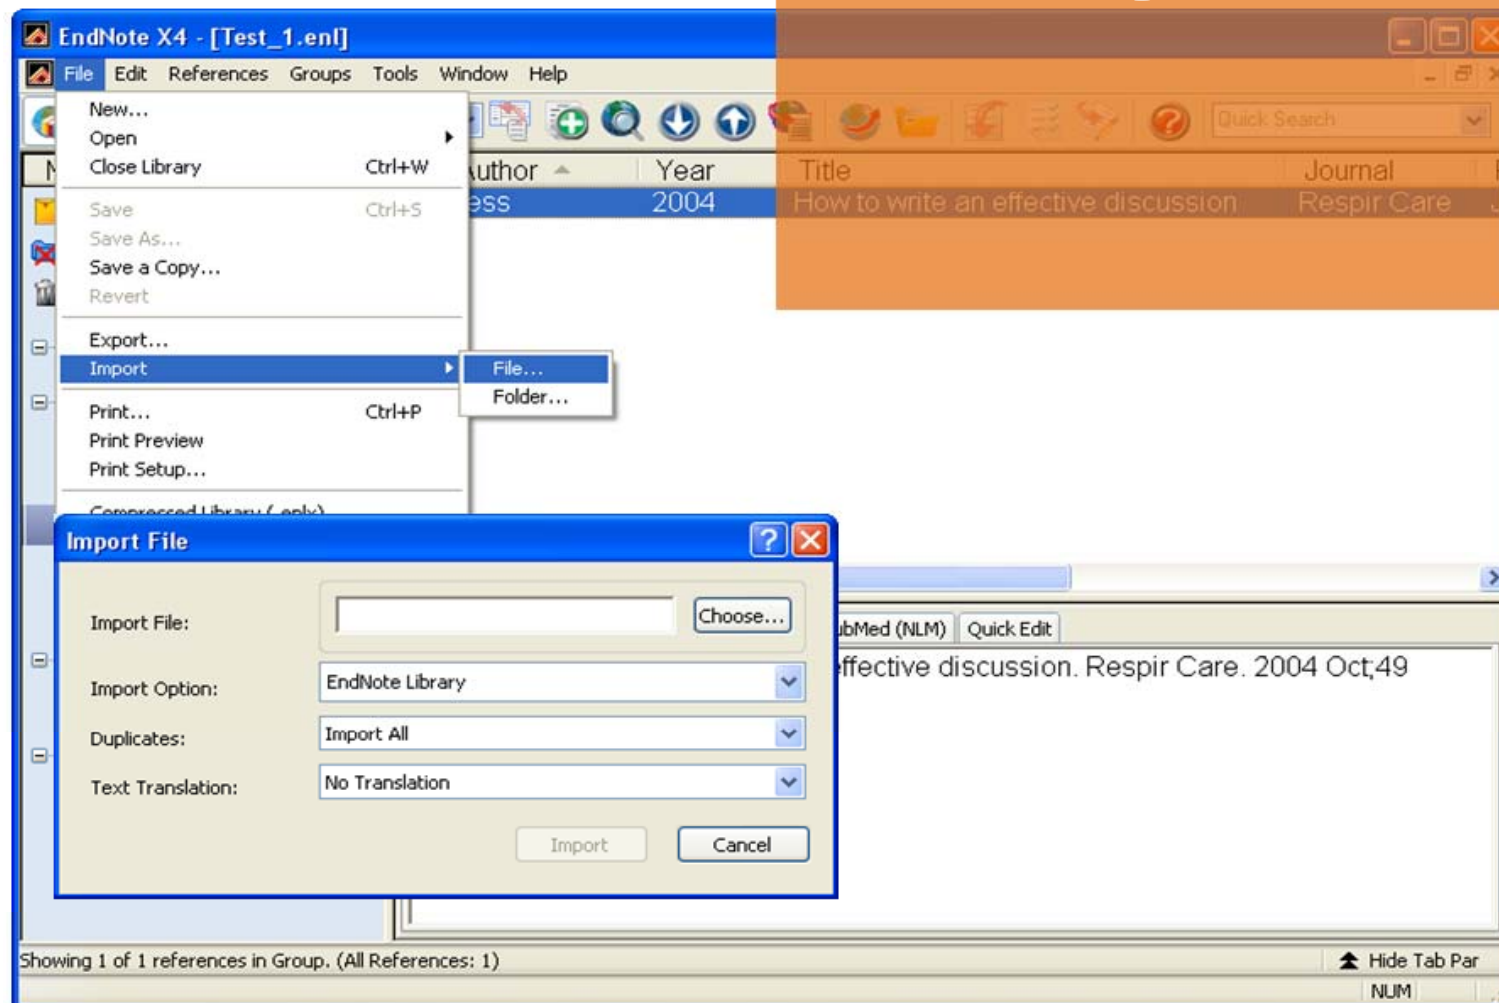 EndNote X4 - [Test_1.enl]
File Edit References Groups Tools Window Help
New...
Open
Close Library Ctrl+W
Save Ctrl+S
Save As...
Save a Copy...
Revert
Export...
Import
Print... Ctrl+P
Print Preview
Print Setup...
Compressed Library (.enlx)
File...
Folder...
Quick Search
Author Year Title Journal
2004 How to write an effective discussion Respir Care
Import File
Import File: Choose...
Import Option: EndNote Library
Duplicates: Import All
Text Translation: No Translation
Import Cancel
(NLM) Quick Edit
effective discussion. Respir Care. 2004 Oct;49
Showing 1 of 1 references in Group. (All References: 1) Hide Tab Par
NUM